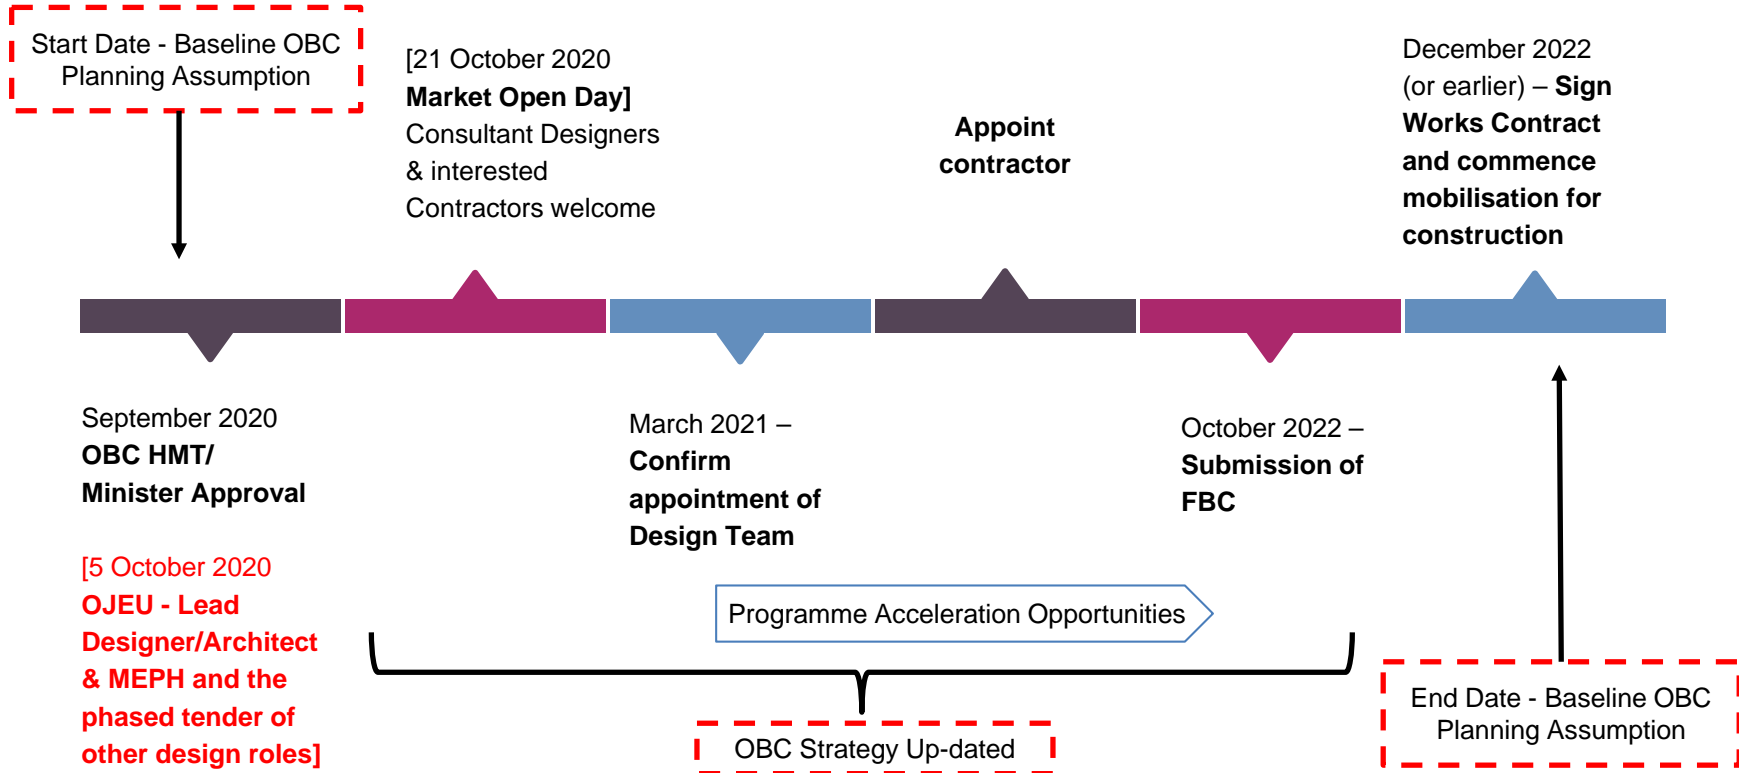 Start Date - Baseline OBC
Planning Assumption
[21 October 2020
Market Open Day]
Consultant Designers
& interested
Contractors welcome
Appoint
contractor
December 2022
(or earlier) – Sign
Works Contract
and commence
mobilisation for
construction
September 2020
OBC HMT/
Minister Approval
[5 October 2020
OJEU - Lead
Designer/Architect
& MEPH and the
phased tender of
other design roles]
March 2021 –
Confirm
appointment of
Design Team
October 2022 –
Submission of
FBC
Programme Acceleration Opportunities
OBC Strategy Up-dated
End Date - Baseline OBC
Planning Assumption